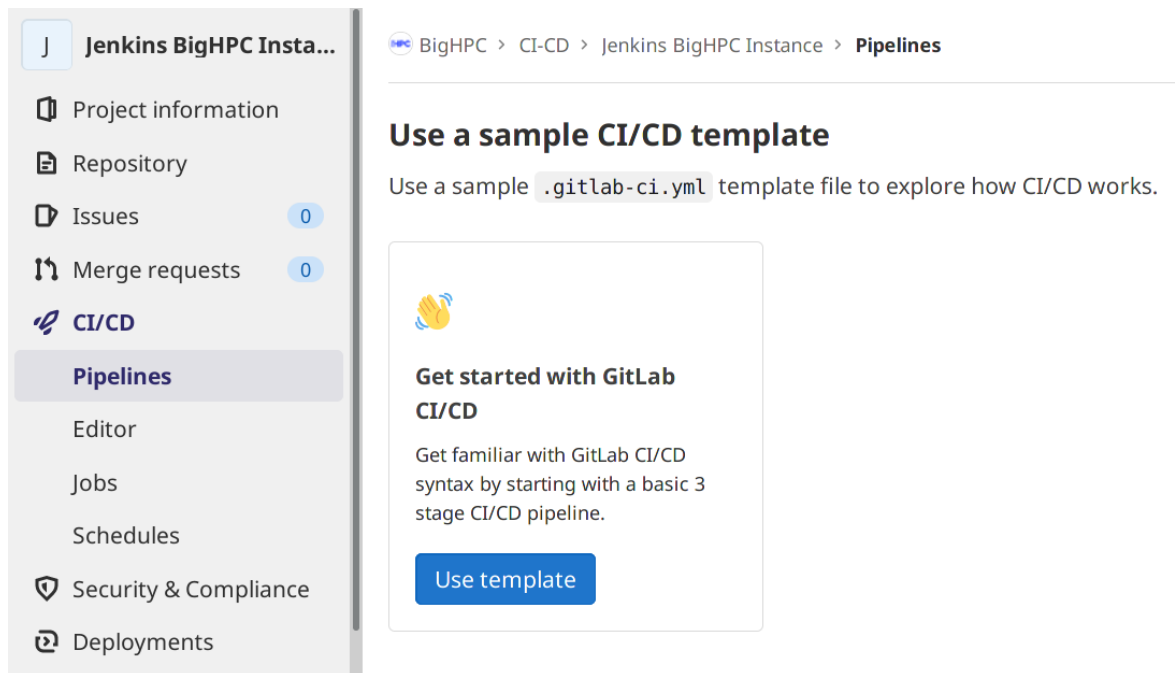 J Jenkins BigHPC Insta...
Project information
Repository
Issues 0
Merge requests 0
CI/CD
Pipelines
Editor
Jobs
Schedules
Security & Compliance
Deployments
HPC BigHPC > CI-CD > Jenkins BigHPC Instance > Pipelines
Use a sample CI/CD template
Use a sample .gitlab-ci.yml template file to explore how CI/CD works.
Get started with GitLab
CI/CD
Get familiar with GitLab CI/CD
syntax by starting with a basic 3
stage CI/CD pipeline.
Use template